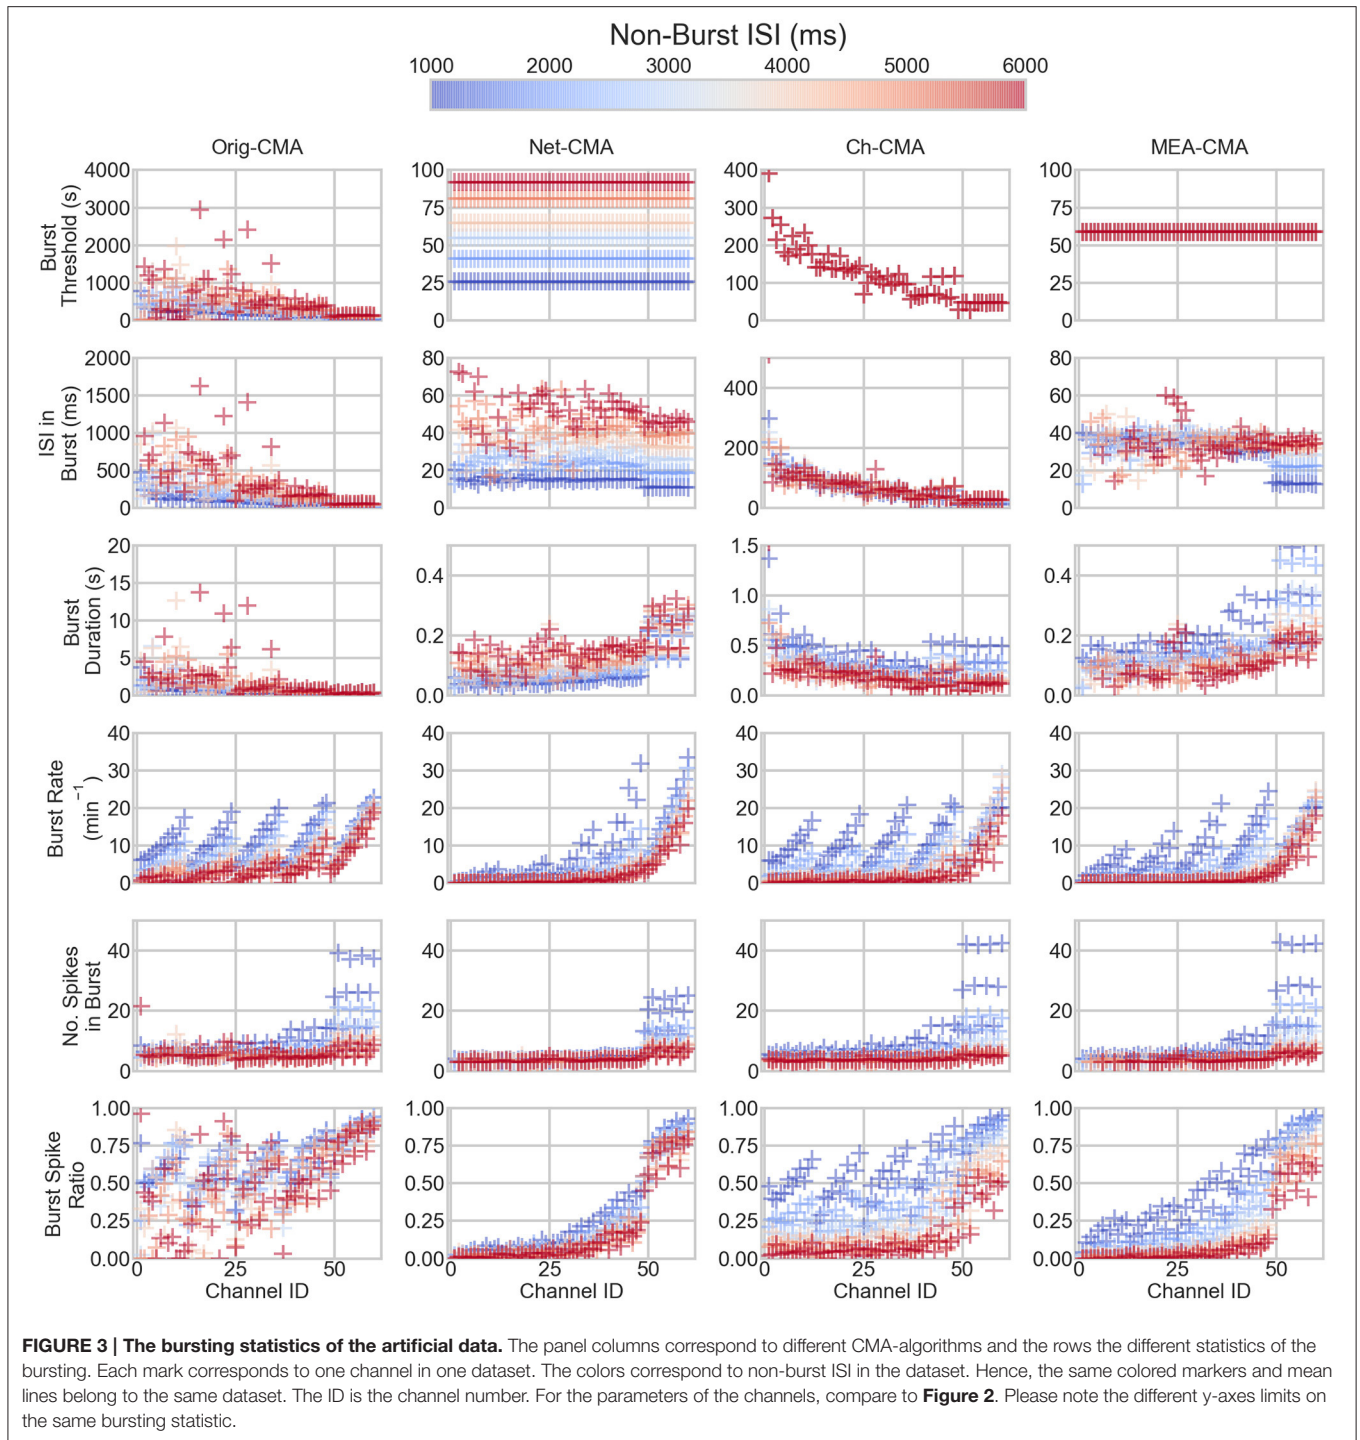 Non-Burst ISI (ms)
1000 2000 3000 4000 5000 6000
Orig-CMA Net-CMA Ch-CMA MEA-CMA
Burst
Threshold (s)
4000 3000 2000 1000 0
100 75 50 25 0
400 300 200 100 0
100 75 50 25 0
ISI in
Burst (ms)
2000 1500 1000 500 0
80 60 40 20 0
400 200 0
80 60 40 20 0
Burst
Duration (s)
20 15 10 5 0
0.4 0.2 0.0
1.5 1.0 0.5 0.0
0.4 0.2 0.0
Burst Rate
(min⁻¹)
40 30 20 10 0
40 30 20 10 0
40 30 20 10 0
40 30 20 10 0
No. Spikes
in Burst
40 20 0
40 20 0
40 20 0
40 20 0
Burst Spike
Ratio
1.00 0.75 0.50 0.25 0.00
1.00 0.75 0.50 0.25 0.00
1.00 0.75 0.50 0.25 0.00
1.00 0.75 0.50 0.25 0.00
0 25 50 0 25 50 0 25 50 0 25 50
Channel ID Channel ID Channel ID Channel ID
FIGURE 3 | The bursting statistics of the artificial data. The panel columns correspond to different CMA-algorithms and the rows the different statistics of the
bursting. Each mark corresponds to one channel in one dataset. The colors correspond to non-burst ISI in the dataset. Hence, the same colored markers and mean
lines belong to the same dataset. The ID is the channel number. For the parameters of the channels, compare to Figure 2. Please note the different y-axes limits on
the same bursting statistic.